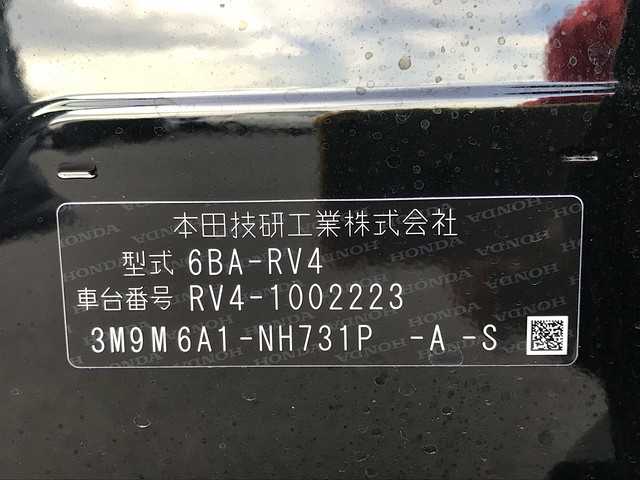 本田技研工業株式会社
型式 6BA-RV4
車台番号 RV4-1002223
3M9M6A1-NH731P -A -S